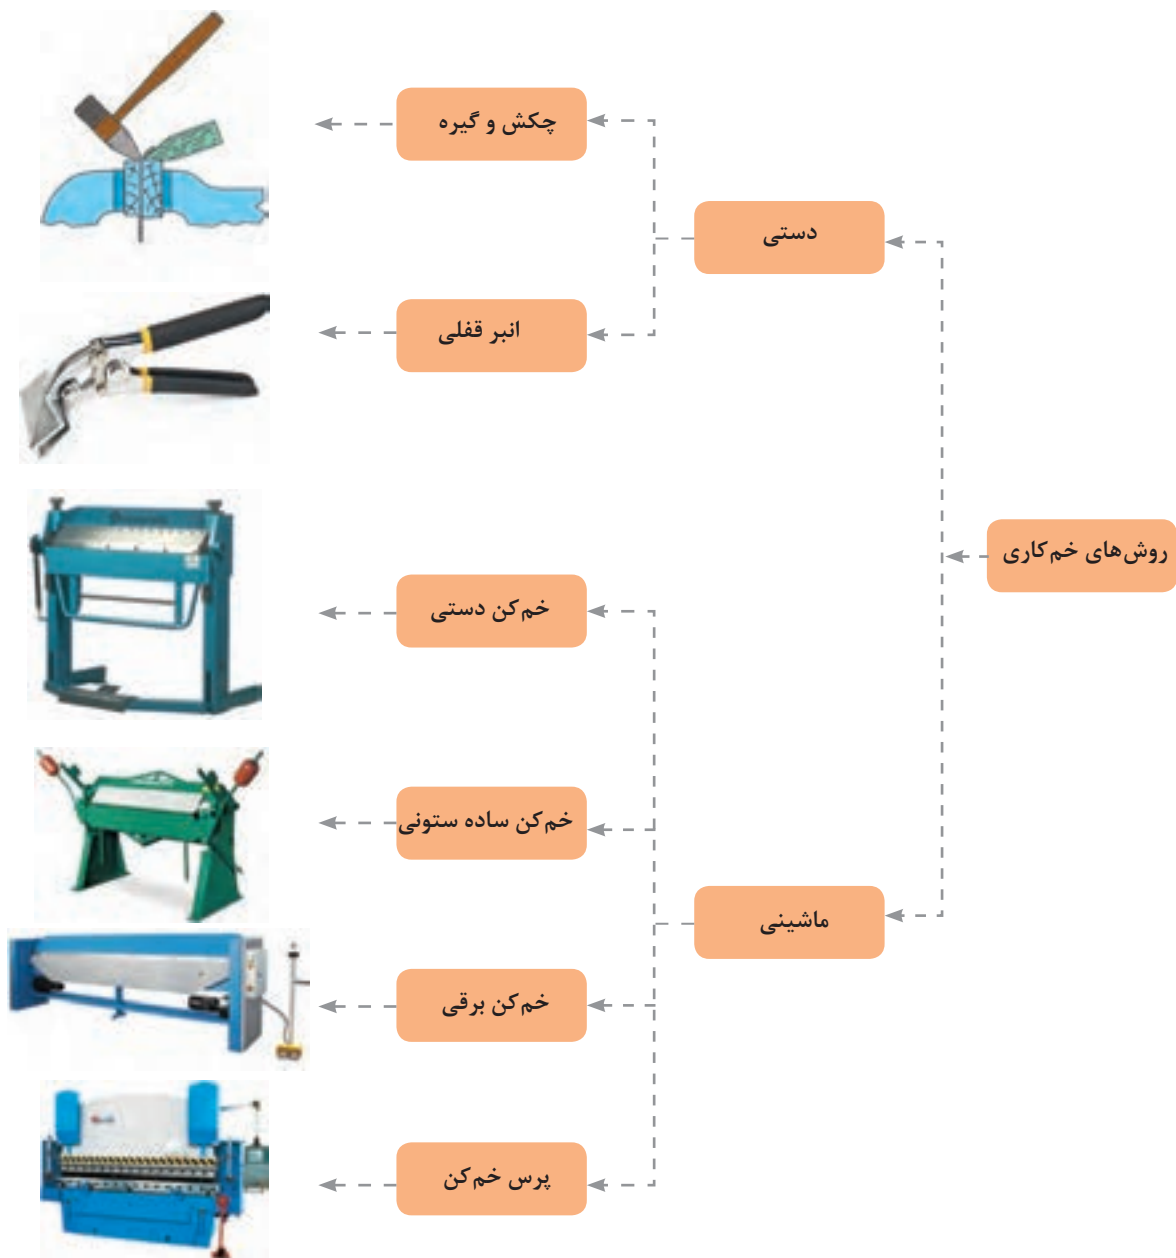 روش‌های خم‌کاری
دستی
چکش و گیره
انبر قفلی
ماشینی
خم‌کن دستی
خم‌کن ساده ستونی
خم‌کن برقی
پرس خم‌کن